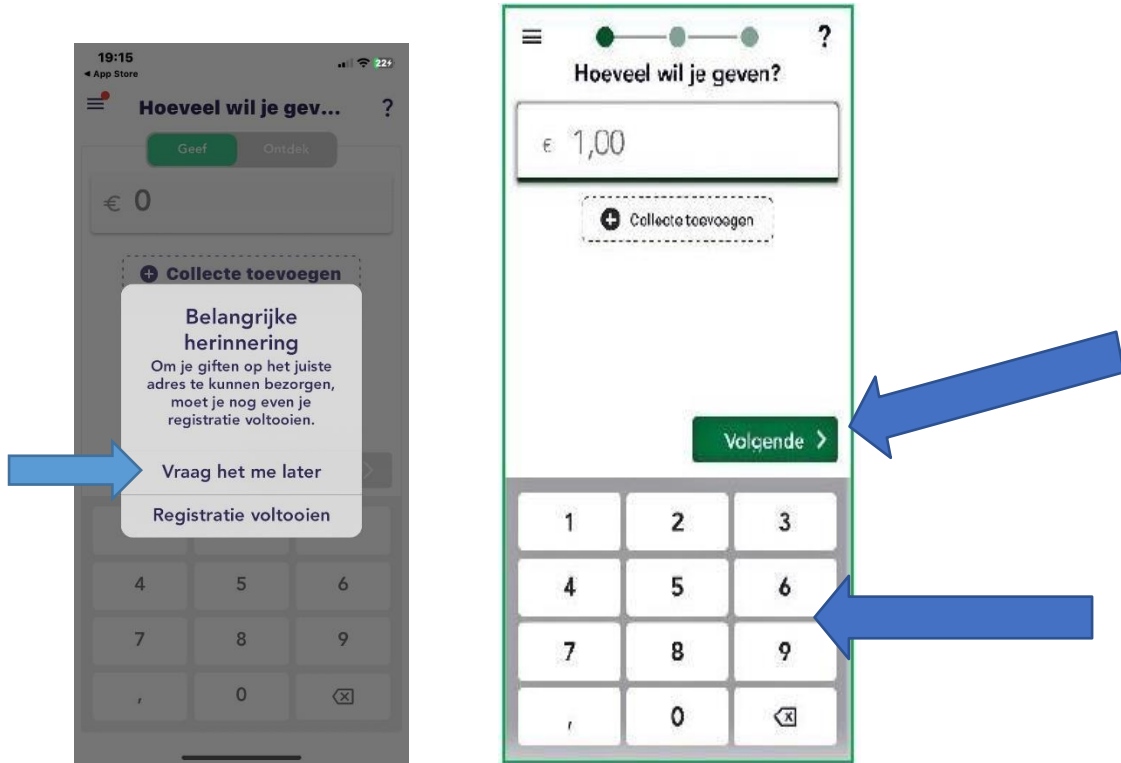 19:15
22
◄ App Store
Hoeveel wil je gev...
?
Geef
Ontdek
€ 0
Collecte toevoegen
Belangrijke
herinnering
Om je giften op het juiste
adres te kunnen bezorgen,
moet je nog even je
registratie voltooien.
Vraag het me later
Registratie voltooien
4 5 6
7 8 9
, 0
?
Hoeveel wil je geven?
€ 1,00
Collecte toevoegen
Volgende >
1 2 3
4 5 6
7 8 9
, 0